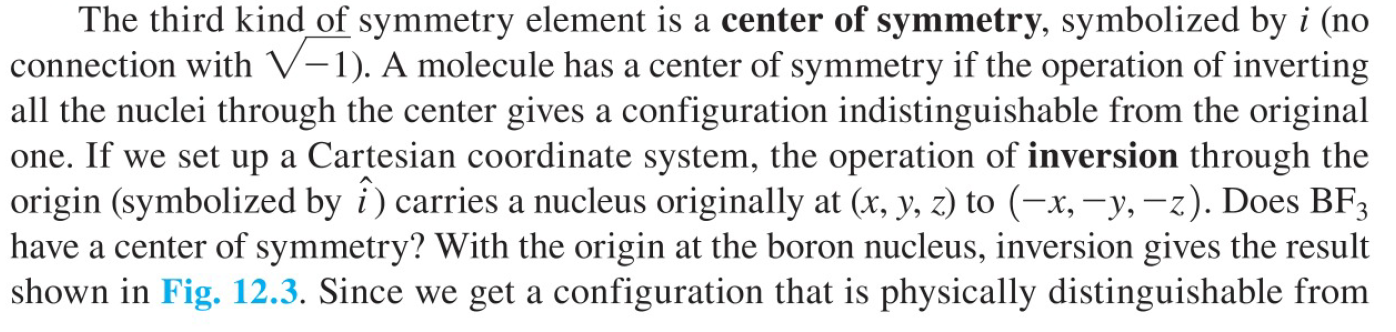 The third kind of symmetry element is a center of symmetry, symbolized by i (no
connection with √−1). A molecule has a center of symmetry if the operation of inverting
all the nuclei through the center gives a configuration indistinguishable from the original
one. If we set up a Cartesian coordinate system, the operation of inversion through the
origin (symbolized by î) carries a nucleus originally at (x, y, z) to (−x, −y, −z). Does BF₃
have a center of symmetry? With the origin at the boron nucleus, inversion gives the result
shown in Fig. 12.3. Since we get a configuration that is physically distinguishable from